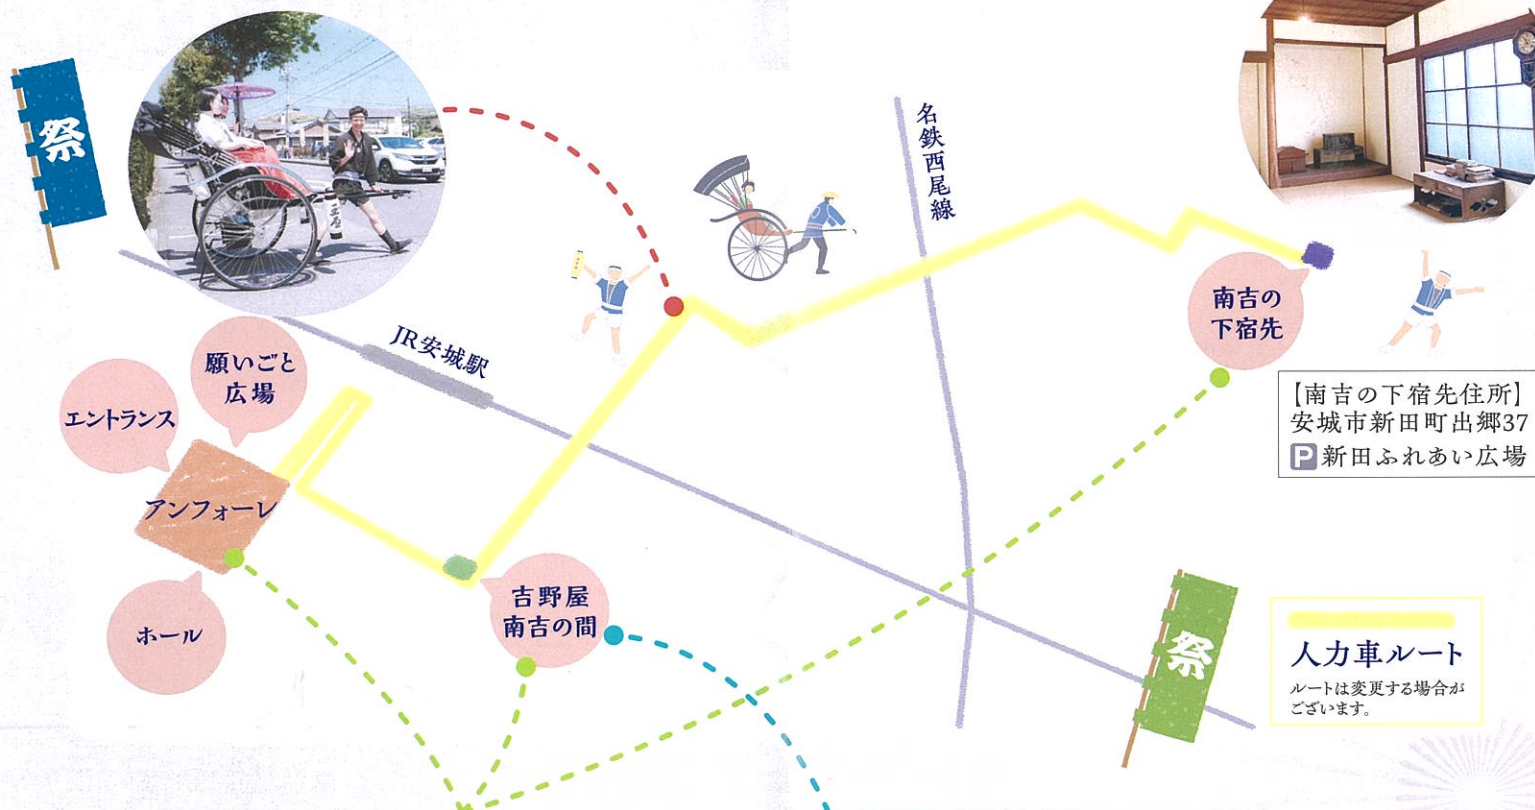 祭
名鉄西尾線
JR安城駅
願いごと
広場
エントランス
アンフォーレ
ホール
吉野屋
南吉の間
南吉の
下宿先
【南吉の下宿先住所】
安城市新田町出郷37
P新田ふれあい広場
祭
人力車ルート
ルートは変更する場合が
ございます。